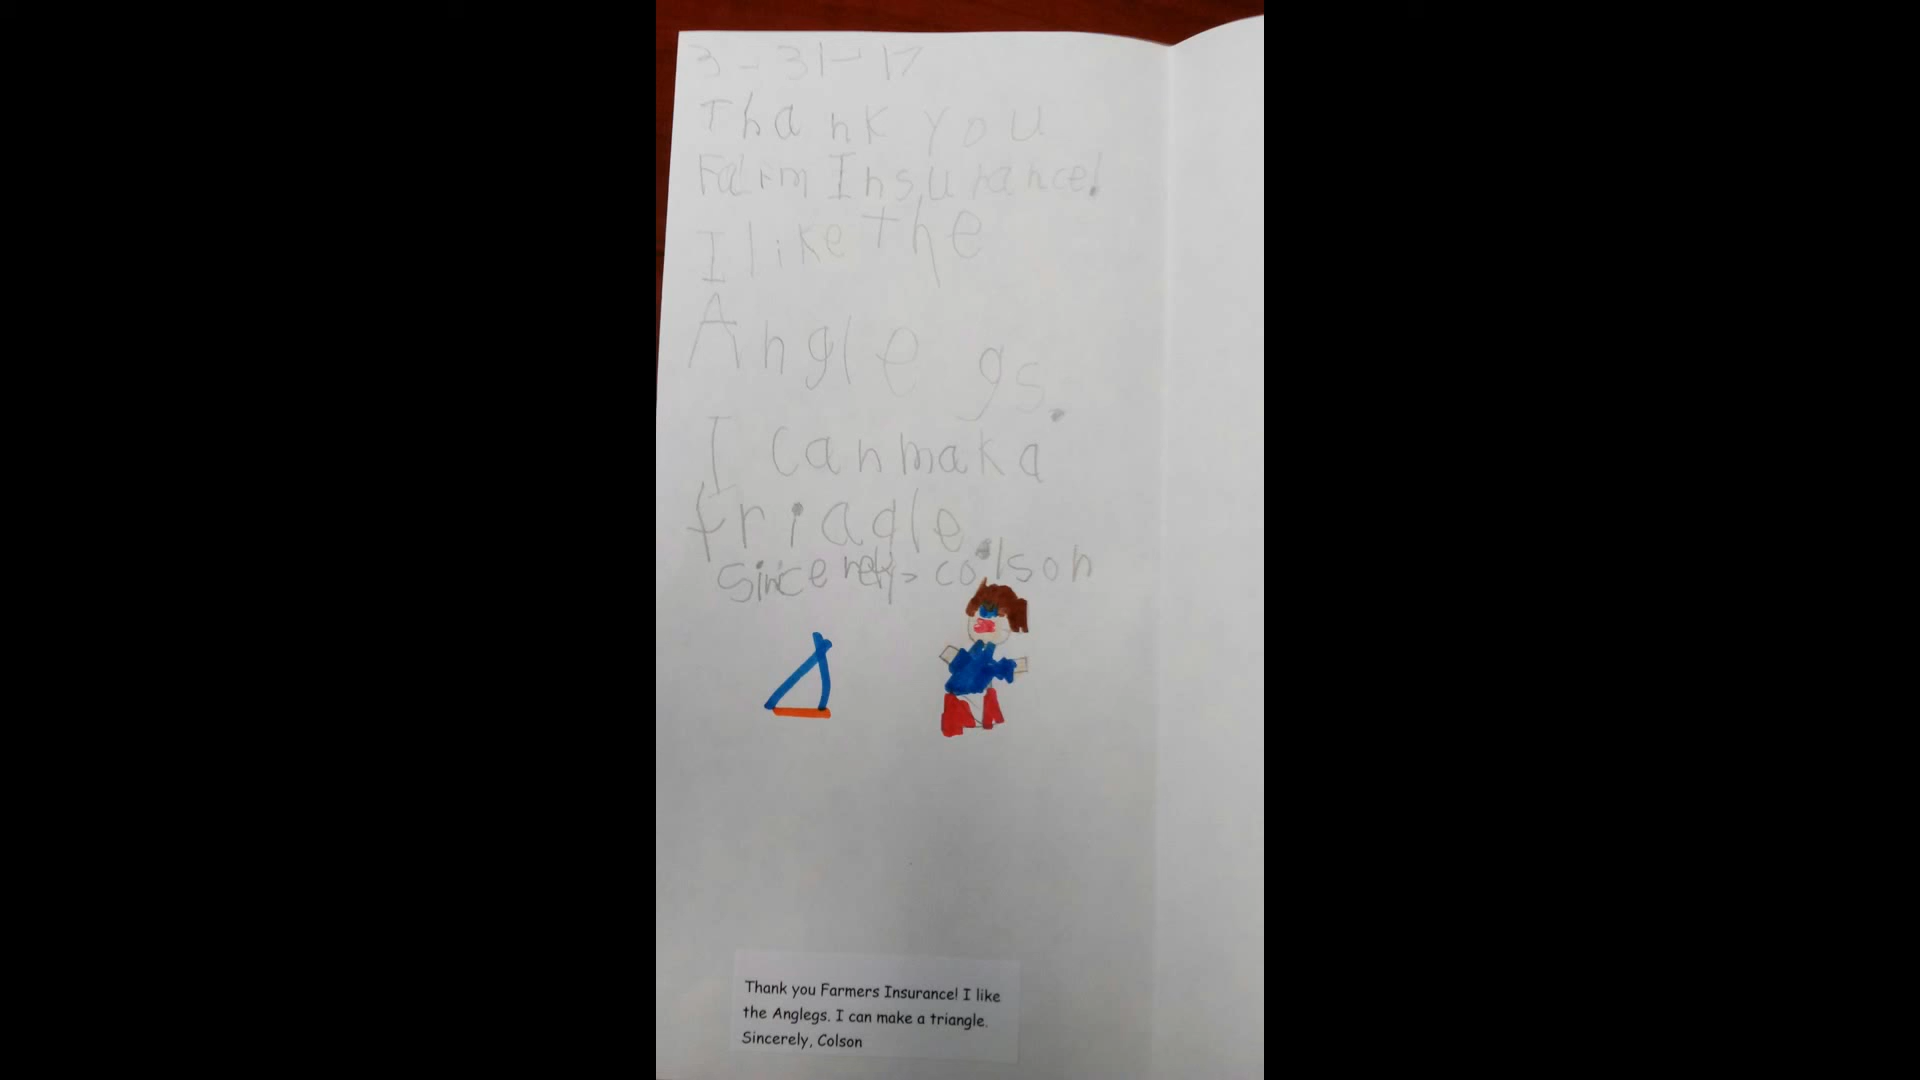 3-31-17
Thank you
Farm Insurance!
I like the
Angle gs.
I can mak a
triagle.
Sincerely, colson
Thank you Farmers Insurance! I like
the Anglegs. I can make a triangle.
Sincerely, Colson